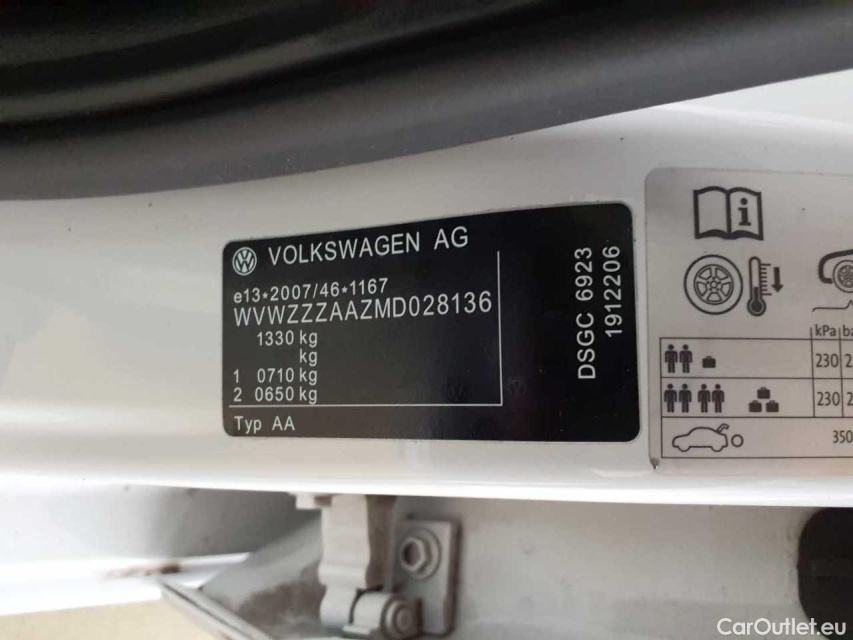 VOLKSWAGEN AG
e13*2007/46*1167
WVWZZZAAZMD028136
1330 kg
kg
1 0710 kg
2 0650 kg
Typ AA
DSGC 6923
1912206
i
kPa
230
230
350
CarOutlet.eu